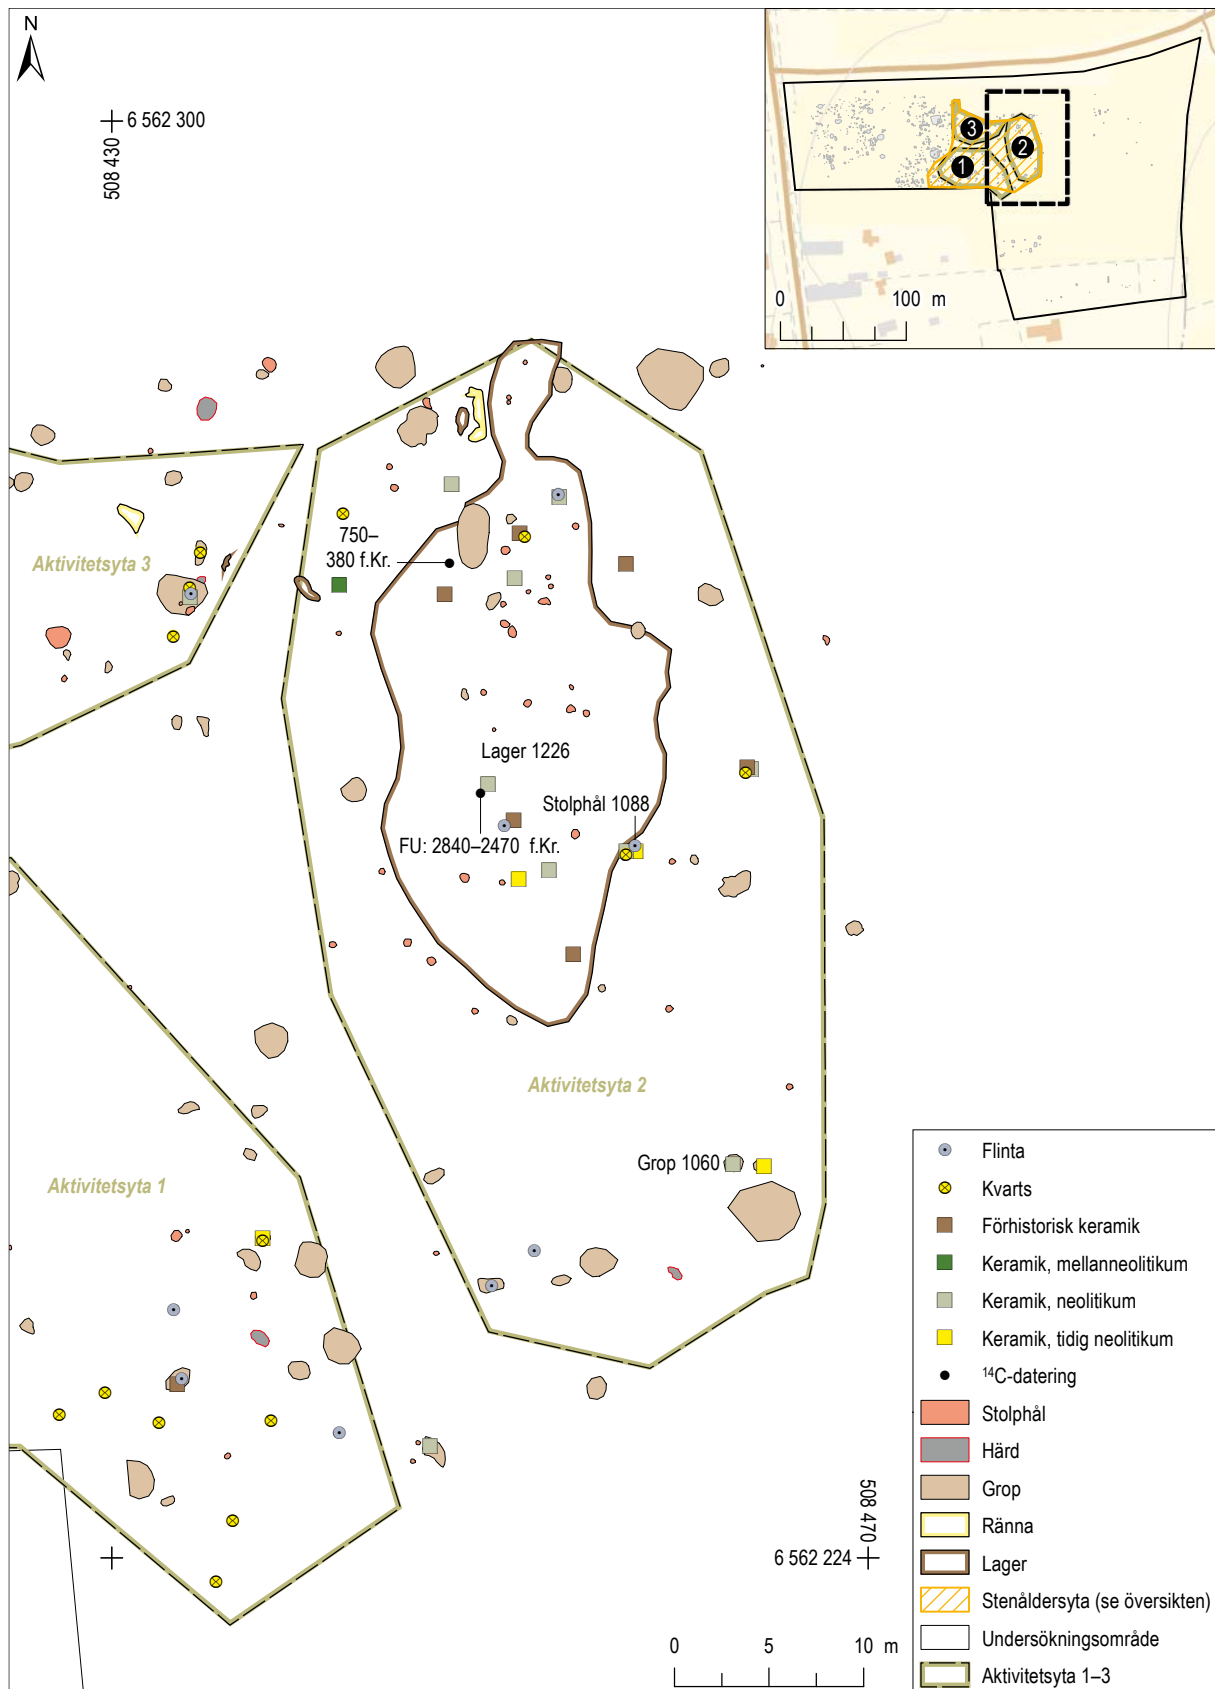 N
6 562 300
508 430
3
2
1
0 100 m
750–
380 f.Kr.
Aktivitetsyta 3
Lager 1226
Stolphål 1088
FU: 2840–2470 f.Kr.
Aktivitetsyta 2
Grop 1060
Aktivitetsyta 1
508 470
6 562 224
0 5 10 m
Flinta
Kvarts
Förhistorisk keramik
Keramik, mellanneolitikum
Keramik, neolitikum
Keramik, tidig neolitikum
¹⁴C-datering
Stolphål
Härd
Grop
Ränna
Lager
Stenåldersyta (se översikten)
Undersökningsområde
Aktivitetsyta 1–3